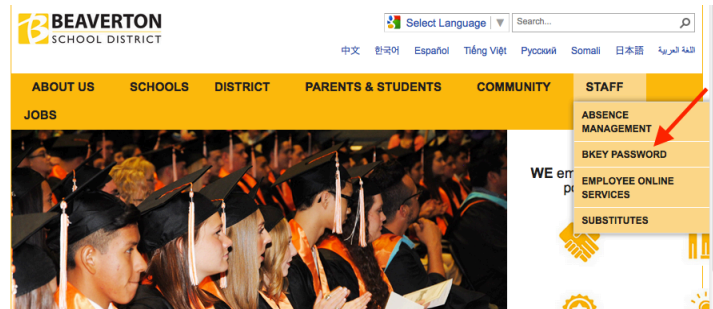 BEAVERTON
SCHOOL DISTRICT
Select Language ▼
Search...
中文 한국어 Español Tiếng Việt Русский Somali 日本語 اللغة العربية
ABOUT US SCHOOLS DISTRICT PARENTS & STUDENTS COMMUNITY STAFF
JOBS
ABSENCE
MANAGEMENT
BKEY PASSWORD
EMPLOYEE ONLINE
SERVICES
SUBSTITUTES
WE em
po